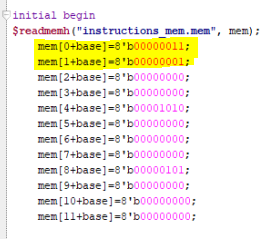 initial begin
$readmemh("instructions_mem.mem", mem);
mem[0+base]=8'b00000011;
mem[1+base]=8'b00000001;
mem[2+base]=8'b00000000;
mem[3+base]=8'b00000000;
mem[4+base]=8'b00001010;
mem[5+base]=8'b00000000;
mem[6+base]=8'b00000000;
mem[7+base]=8'b00000000;
mem[8+base]=8'b00000101;
mem[9+base]=8'b00000000;
mem[10+base]=8'b00000000;
mem[11+base]=8'b00000000;